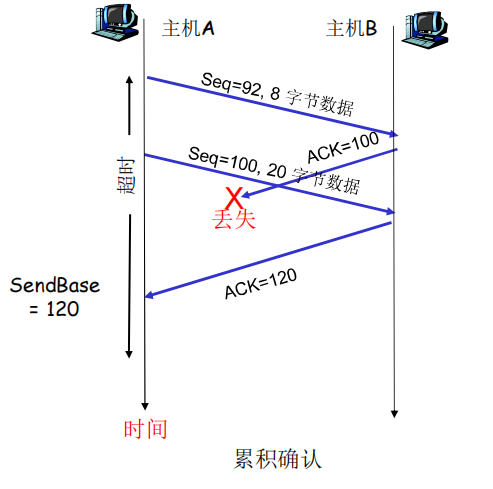 主机A
主机B
Seq=92, 8 字节数据
ACK=100
Seq=100, 20 字节数据
超时
X
丢失
ACK=120
SendBase
= 120
时间
累积确认